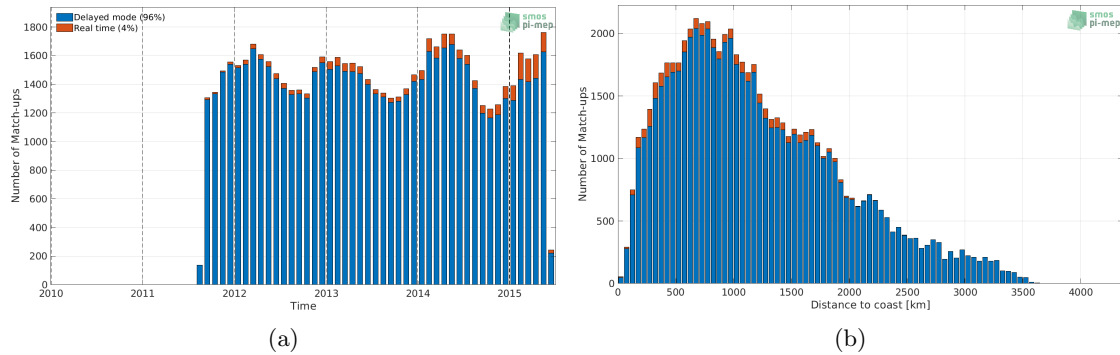 Delayed mode (96%)
Real time (4%)
smos
pi-mep
Number of Match-ups
1800
1600
1400
1200
1000
800
600
400
200
0
2010 2011 2012 2013 2014 2015
Time
(a)
smos
pi-mep
Number of Match-ups
2000
1500
1000
500
0
0 500 1000 1500 2000 2500 3000 3500 4000
Distance to coast [km]
(b)